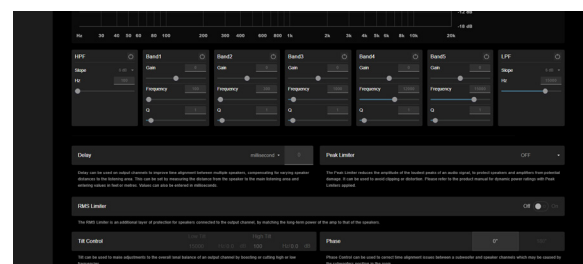 -12 dB
-18 dB
Hz 30 40 50 60 80 100 200 300 400 600 800 1k 2k 3k 4k 5k 6k 8k 10k 20k
HPF Band1 Band2 Band3 Band4 Band5 LPF
Slope Gain Gain Gain Gain Gain Slope
Hz Frequency Frequency Frequency Frequency Frequency Hz
Q Q Q Q Q
Delay millisecond
Peak Limiter OFF
Delay can be used on output channels to improve time alignment between multiple speakers, compensating for varying speaker
distances to the listening area. This can be set by measuring the distance from the speaker to the main listening area and
entering values in feet or metres. Values can also be entered in milliseconds.
The Peak Limiter reduces the amplitude of the loudest peaks of an audio signal, to protect speakers and amplifiers from potential
damage. It can be used to avoid clipping or distortion. Please refer to the product manual for dynamic power ratings with Peak
Limiters applied.
RMS Limiter Off On
The RMS Limiter is an additional layer of protection for speakers connected to the output channel, by matching the long-term power of the amp to that of the speakers.
Tilt Control Low Tilt High Tilt
Phase 0°
Tilt can be used to make adjustments to the overall tonal balance of an output channel by boosting or cutting high or low
frequencies.
Phase Control can be used to correct time alignment issues between a subwoofer and speaker channels which may be caused by